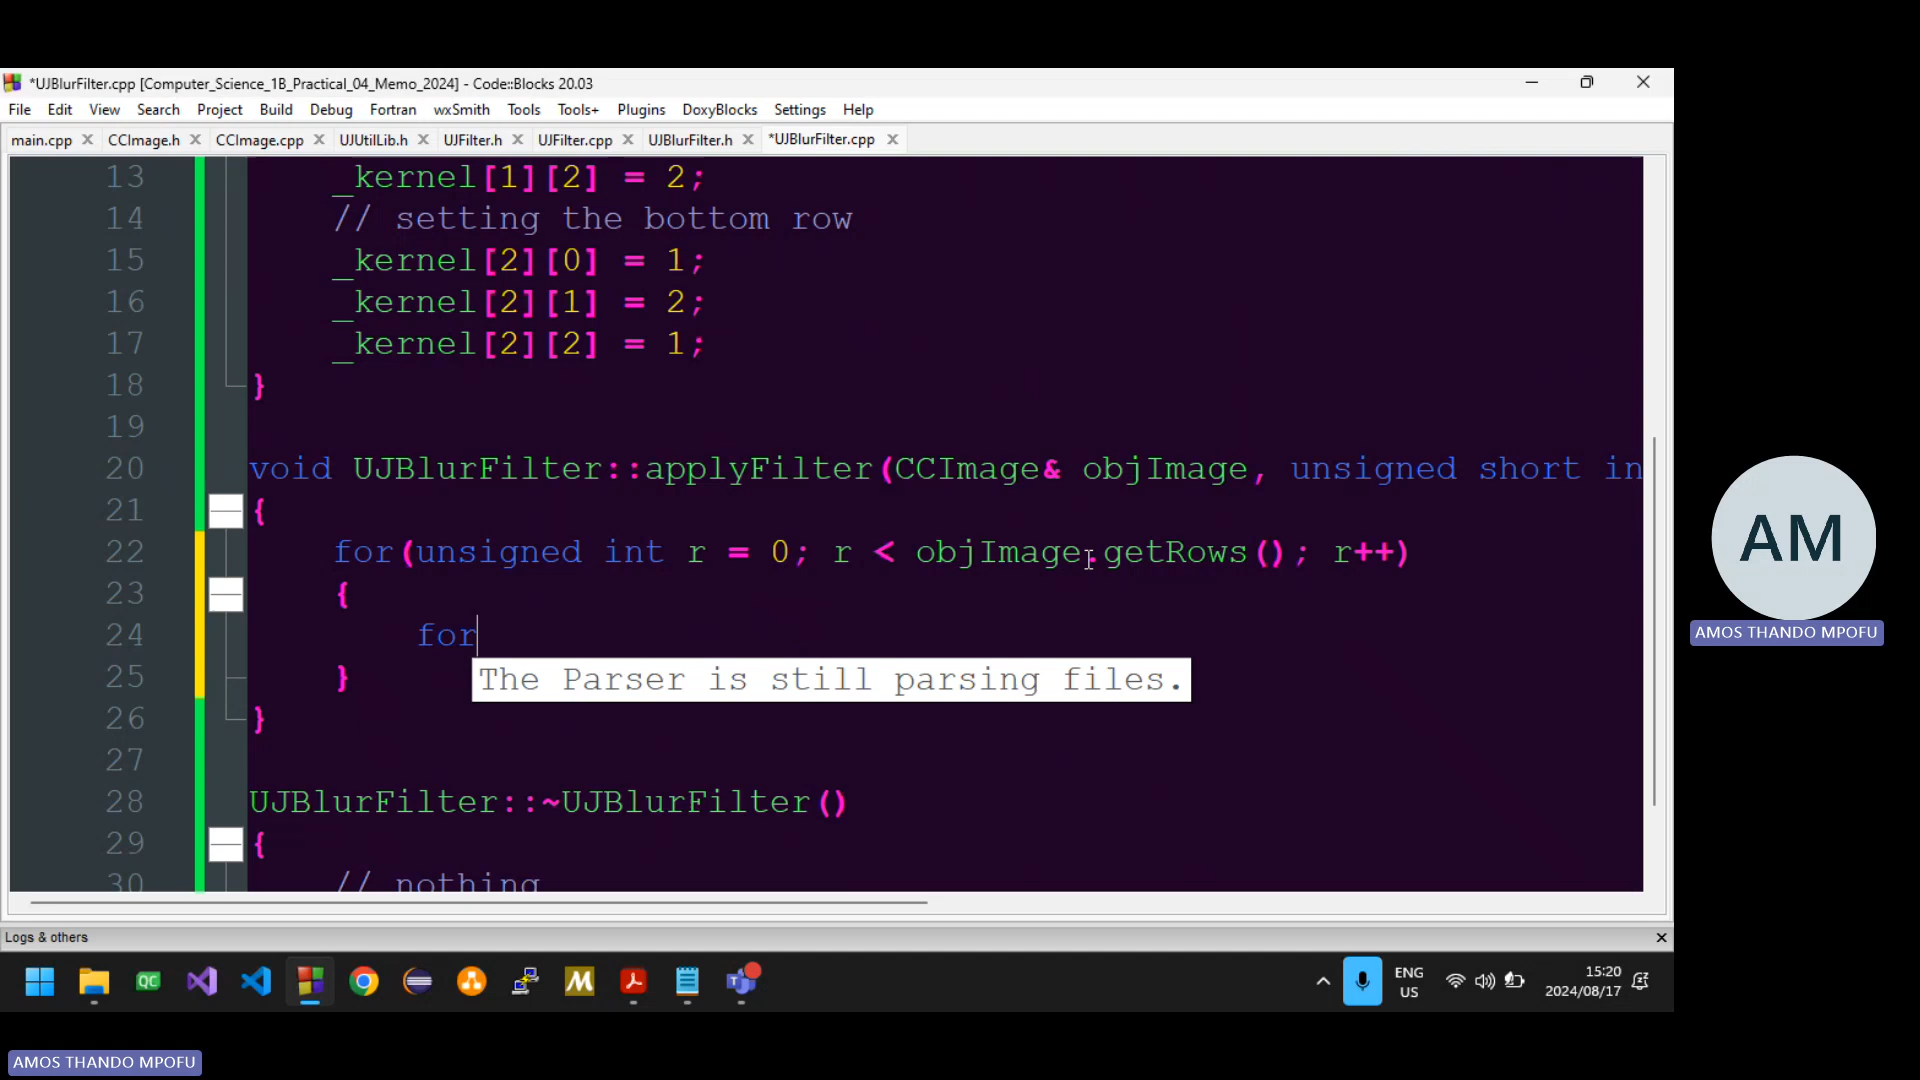 *UJBlurFilter.cpp [Computer_Science_1B_Practical_04_Memo_2024] - Code::Blocks 20.03
File Edit View Search Project Build Debug Fortran wxSmith Tools Tools+ Plugins DoxyBlocks Settings Help
main.cpp CCImage.h CCImage.cpp UJUtilLib.h UJFilter.h UJFilter.cpp UJBlurFilter.h *UJBlurFilter.cpp
13 _kernel[1][2] = 2;
14 // setting the bottom row
15 _kernel[2][0] = 1;
16 _kernel[2][1] = 2;
17 _kernel[2][2] = 1;
18 }
19
20 void UJBlurFilter::applyFilter(CCImage& objImage, unsigned short in
21 {
22 for(unsigned int r = 0; r < objImage.getRows(); r++)
23 {
24 for
25 }
The Parser is still parsing files.
26 }
27
28 UJBlurFilter::~UJBlurFilter()
29 {
30 // nothing
Logs & others
AM
AMOS THANDO MPOFU
QC
M
T
ENG
US
15:20
2024/08/17
AMOS THANDO MPOFU